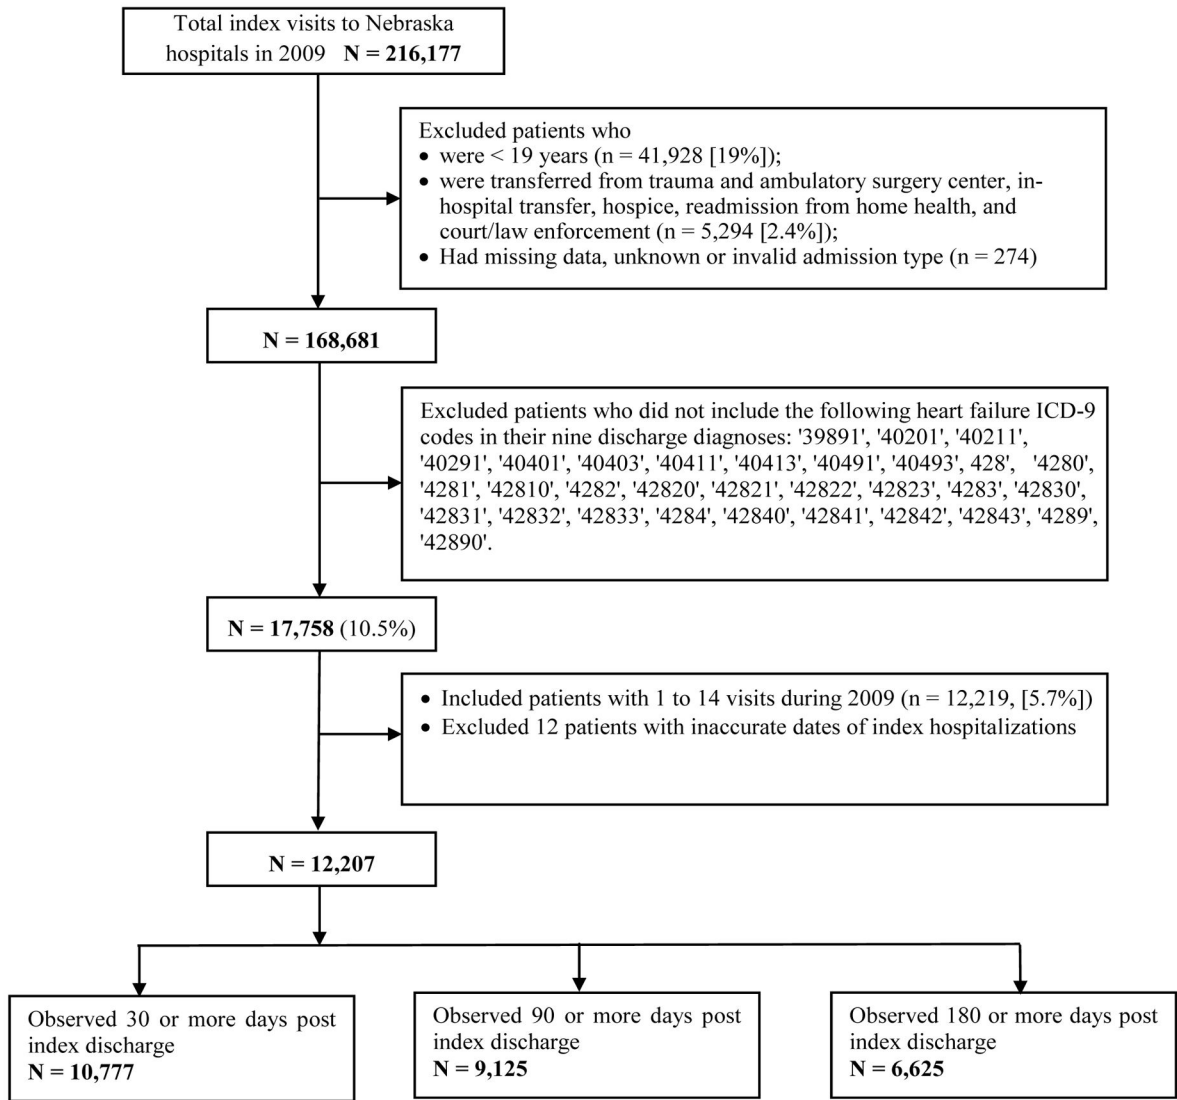 Total index visits to Nebraska
hospitals in 2009 N = 216,177
Excluded patients who
• were < 19 years (n = 41,928 [19%]);
• were transferred from trauma and ambulatory surgery center, in-
hospital transfer, hospice, readmission from home health, and
court/law enforcement (n = 5,294 [2.4%]);
• Had missing data, unknown or invalid admission type (n = 274)
N = 168,681
Excluded patients who did not include the following heart failure ICD-9
codes in their nine discharge diagnoses: '39891', '40201', '40211',
'40291', '40401', '40403', '40411', '40413', '40491', '40493', 428', '4280',
'4281', '42810', '4282', '42820', '42821', '42822', '42823', '4283', '42830',
'42831', '42832', '42833', '4284', '42840', '42841', '42842', '42843', '4289',
'42890'.
N = 17,758 (10.5%)
• Included patients with 1 to 14 visits during 2009 (n = 12,219, [5.7%])
• Excluded 12 patients with inaccurate dates of index hospitalizations
N = 12,207
Observed 30 or more days post
index discharge
N = 10,777
Observed 90 or more days post
index discharge
N = 9,125
Observed 180 or more days post
index discharge
N = 6,625